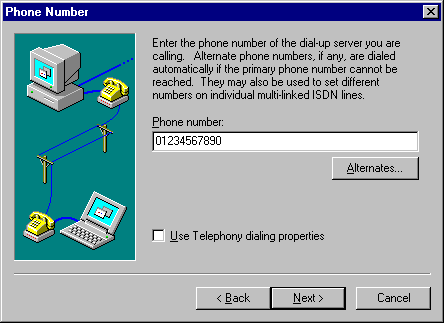 Phone Number
Enter the phone number of the dial-up server you are
calling.  Alternate phone numbers, if any, are dialed
automatically if the primary phone number cannot be
reached.  They may also be used to set different
numbers on individual multi-linked ISDN lines.
Phone number:
01234567890
Alternates...
Use Telephony dialing properties
< Back
Next >
Cancel